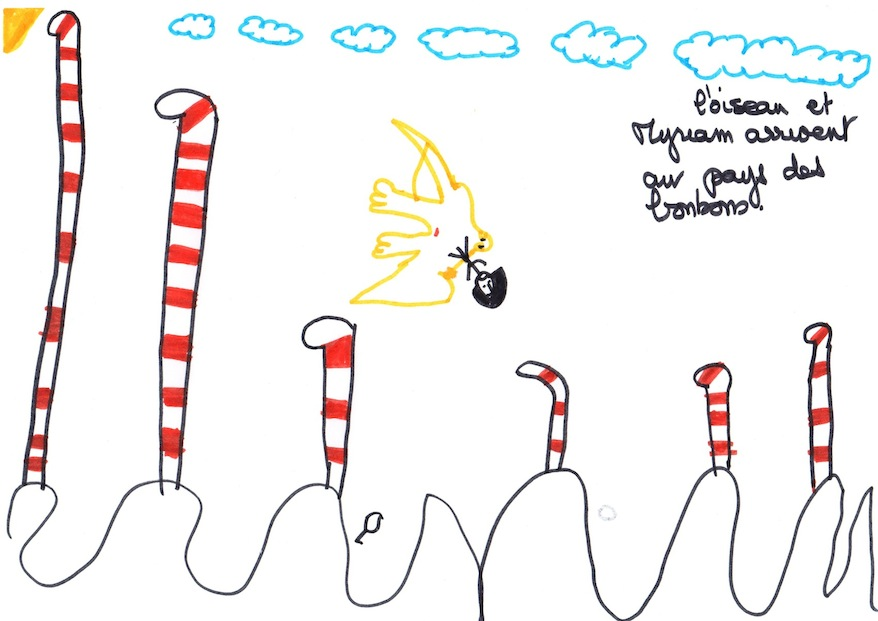 l'oiseau et
Myriam arrivent
au pays des
bonbons.